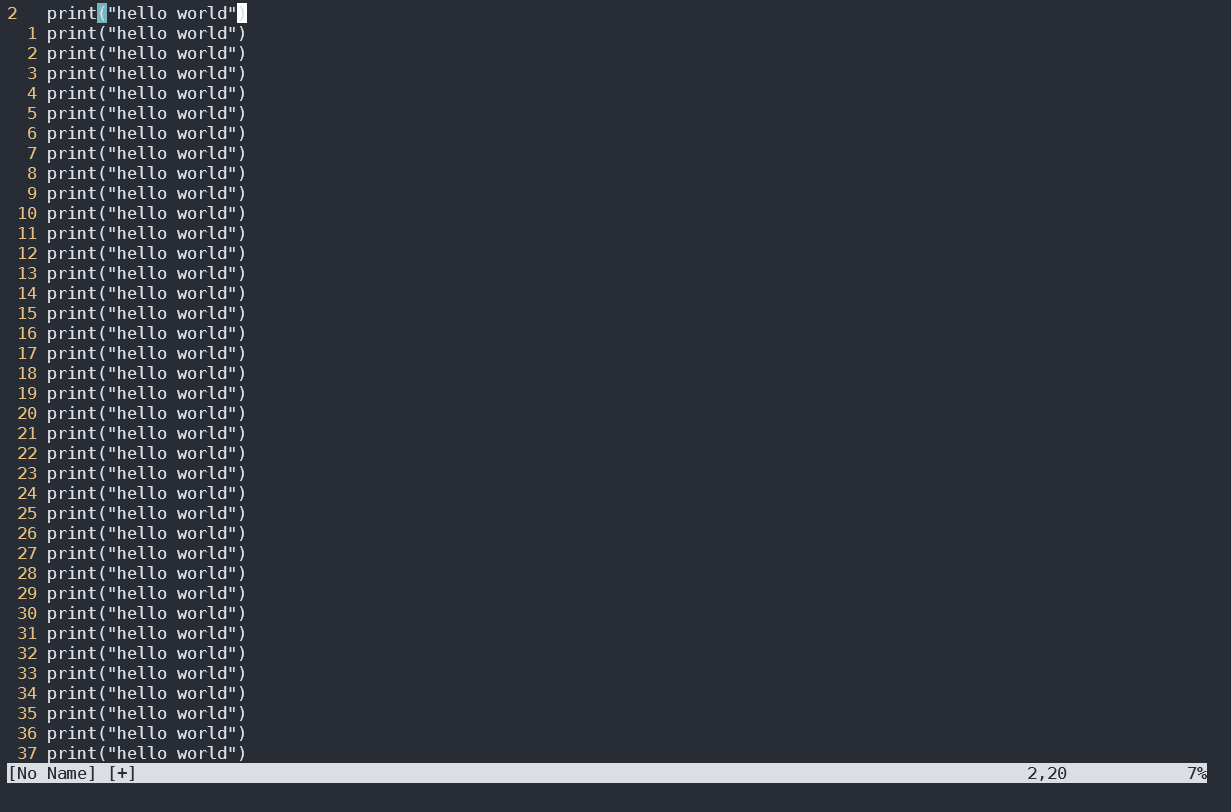 2   print("hello world")
  1 print("hello world")
  2 print("hello world")
  3 print("hello world")
  4 print("hello world")
  5 print("hello world")
  6 print("hello world")
  7 print("hello world")
  8 print("hello world")
  9 print("hello world")
 10 print("hello world")
 11 print("hello world")
 12 print("hello world")
 13 print("hello world")
 14 print("hello world")
 15 print("hello world")
 16 print("hello world")
 17 print("hello world")
 18 print("hello world")
 19 print("hello world")
 20 print("hello world")
 21 print("hello world")
 22 print("hello world")
 23 print("hello world")
 24 print("hello world")
 25 print("hello world")
 26 print("hello world")
 27 print("hello world")
 28 print("hello world")
 29 print("hello world")
 30 print("hello world")
 31 print("hello world")
 32 print("hello world")
 33 print("hello world")
 34 print("hello world")
 35 print("hello world")
 36 print("hello world")
 37 print("hello world")
[No Name] [+] 2,20 7%